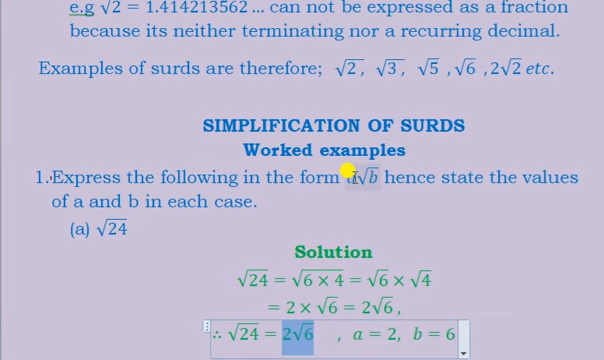 e.g √2 = 1.414213562 … can not be expressed as a fraction
because its neither terminating nor a recurring decimal.
Examples of surds are therefore; √2 , √3 , √5 , √6 , 2√2 etc.
SIMPLIFICATION OF SURDS
Worked examples
1. Express the following in the form a√b hence state the values
of a and b in each case.
(a) √24
Solution
√24 = √6 × 4 = √6 × √4
= 2 × √6 = 2√6 ,
∴ √24 = 2√6 , a = 2, b = 6